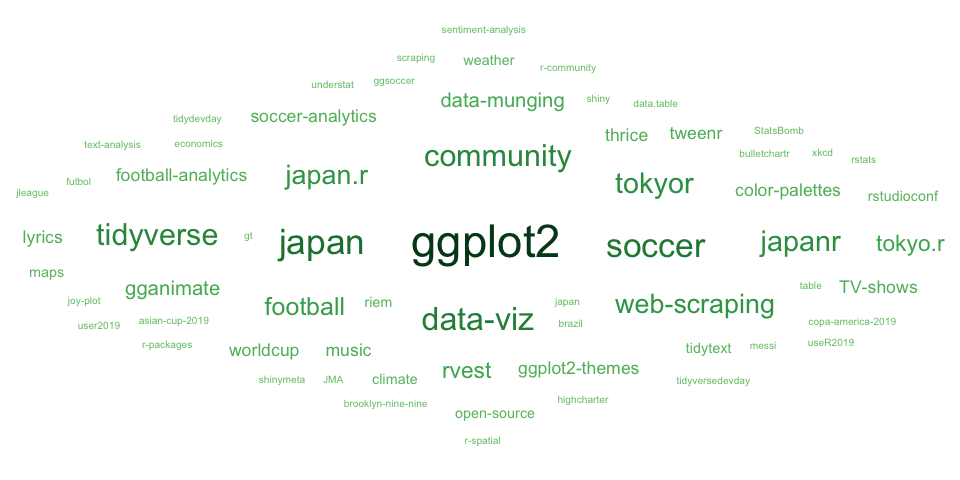 sentiment-analysis
scraping
weather
r-community
understat
ggsoccer
data-munging
shiny
data.table
tidydevday
soccer-analytics
thrice
tweenr
StatsBomb
text-analysis
economics
community
bulletchartr
xkcd
rstats
jleague
futbol
football-analytics
japan.r
tokyor
color-palettes
rstudioconf
lyrics
tidyverse
gt
japan
ggplot2
soccer
japanr
tokyo.r
maps
gganimate
table
TV-shows
joy-plot
football
riem
japan
web-scraping
user2019
asian-cup-2019
data-viz
brazil
copa-america-2019
r-packages
worldcup
music
tidytext
messi
useR2019
shinymeta
JMA
climate
rvest
ggplot2-themes
tidyversedevday
brooklyn-nine-nine
open-source
highcharter
r-spatial